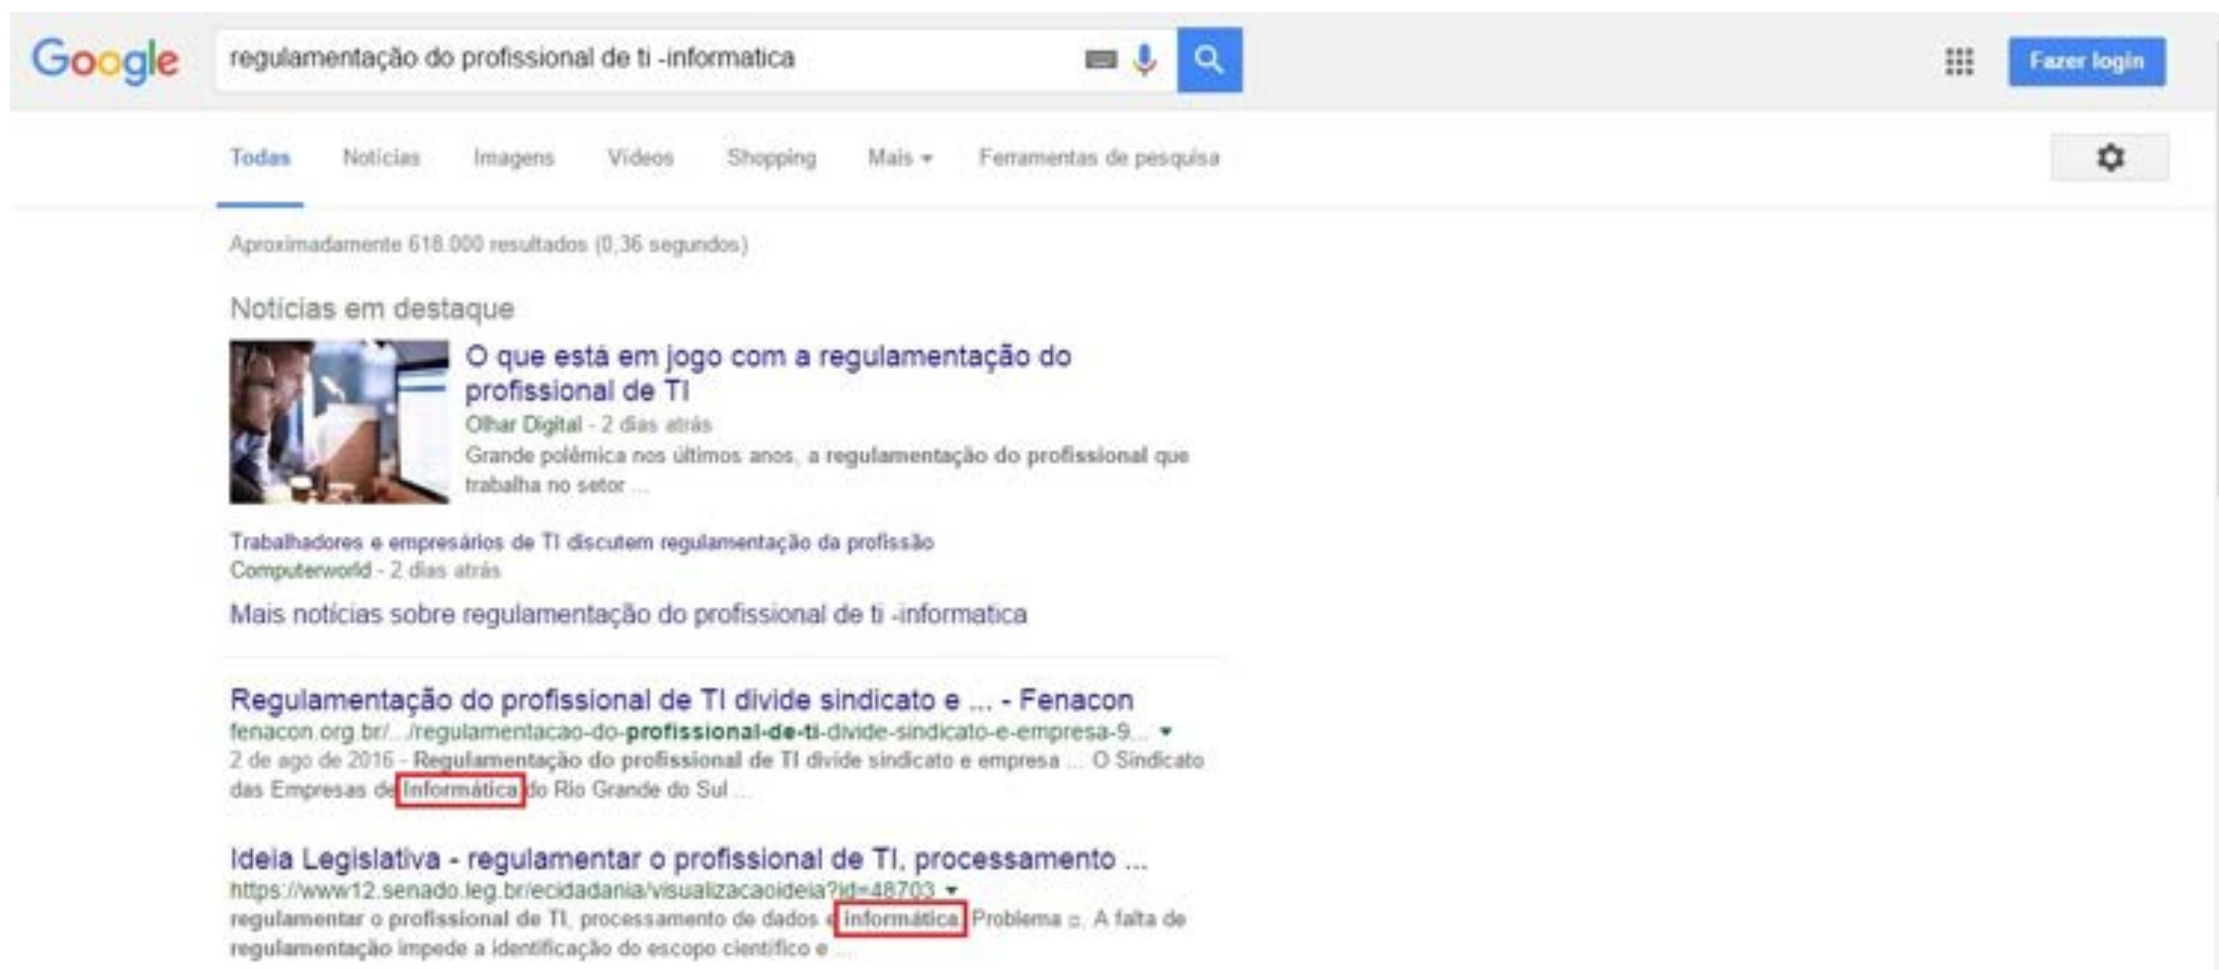 Google
regulamentação do profissional de ti -informatica
Fazer login
Todas Notícias Imagens Vídeos Shopping Mais Ferramentas de pesquisa
Aproximadamente 618.000 resultados (0,36 segundos)
Notícias em destaque
O que está em jogo com a regulamentação do
profissional de TI
Olhar Digital - 2 dias atrás
Grande polêmica nos últimos anos, a regulamentação do profissional que
trabalha no setor ...
Trabalhadores e empresários de TI discutem regulamentação da profissão
Computerworld - 2 dias atrás
Mais notícias sobre regulamentação do profissional de ti -informatica
Regulamentação do profissional de TI divide sindicato e ... - Fenacon
fenacon.org.br/.../regulamentacao-do-profissional-de-ti-divide-sindicato-e-empresa-9...
2 de ago de 2016 - Regulamentação do profissional de TI divide sindicato e empresa ... O Sindicato
das Empresas de Informática do Rio Grande do Sul ...
Ideia Legislativa - regulamentar o profissional de TI, processamento ...
https://www12.senado.leg.br/ecidadania/visualizacaoideia?id=48703
regulamentar o profissional de TI, processamento de dados e informática. Problema □. A falta de
regulamentação impede a identificação do escopo científico e ...